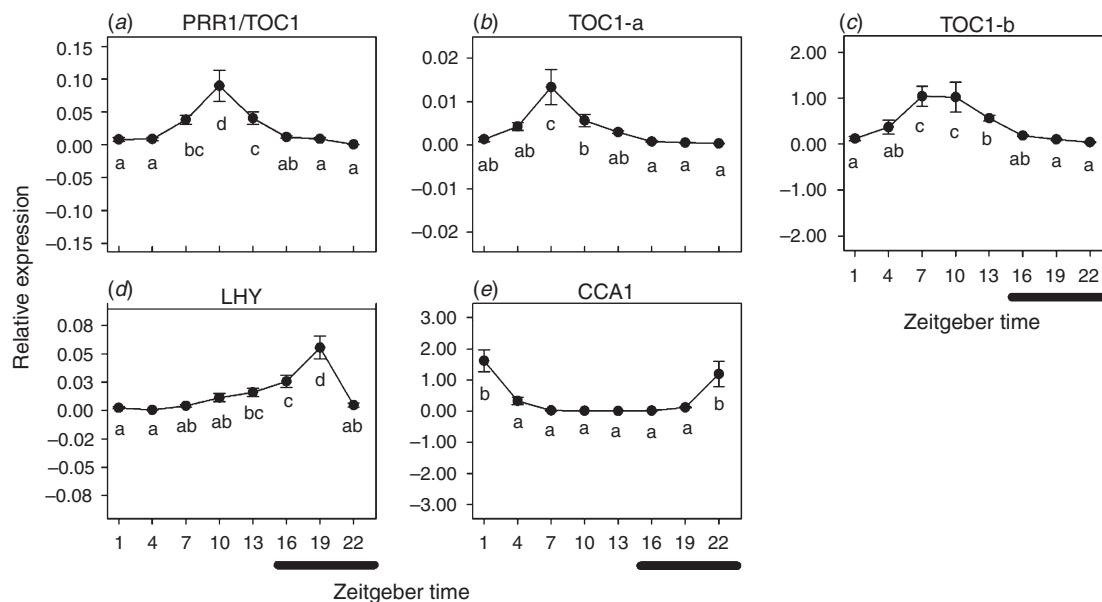 (a) PRR1/TOC1
0.15
0.10
0.05
0.00
−0.05
−0.10
−0.15
a a bc d c ab a a
(b) TOC1-a
0.02
0.01
0.00
−0.01
−0.02
ab ab c b ab a a a
(c) TOC1-b
2.00
1.00
0.00
−1.00
−2.00
a ab c c b ab a a
1 4 7 10 13 16 19 22
Zeitgeber time
Relative expression
(d) LHY
0.08
0.05
0.03
0.00
−0.02
−0.05
−0.08
a a ab ab bc c d ab
1 4 7 10 13 16 19 22
(e) CCA1
3.00
2.00
1.00
0.00
−1.00
−2.00
−3.00
b a a a a a a b
1 4 7 10 13 16 19 22
Zeitgeber time